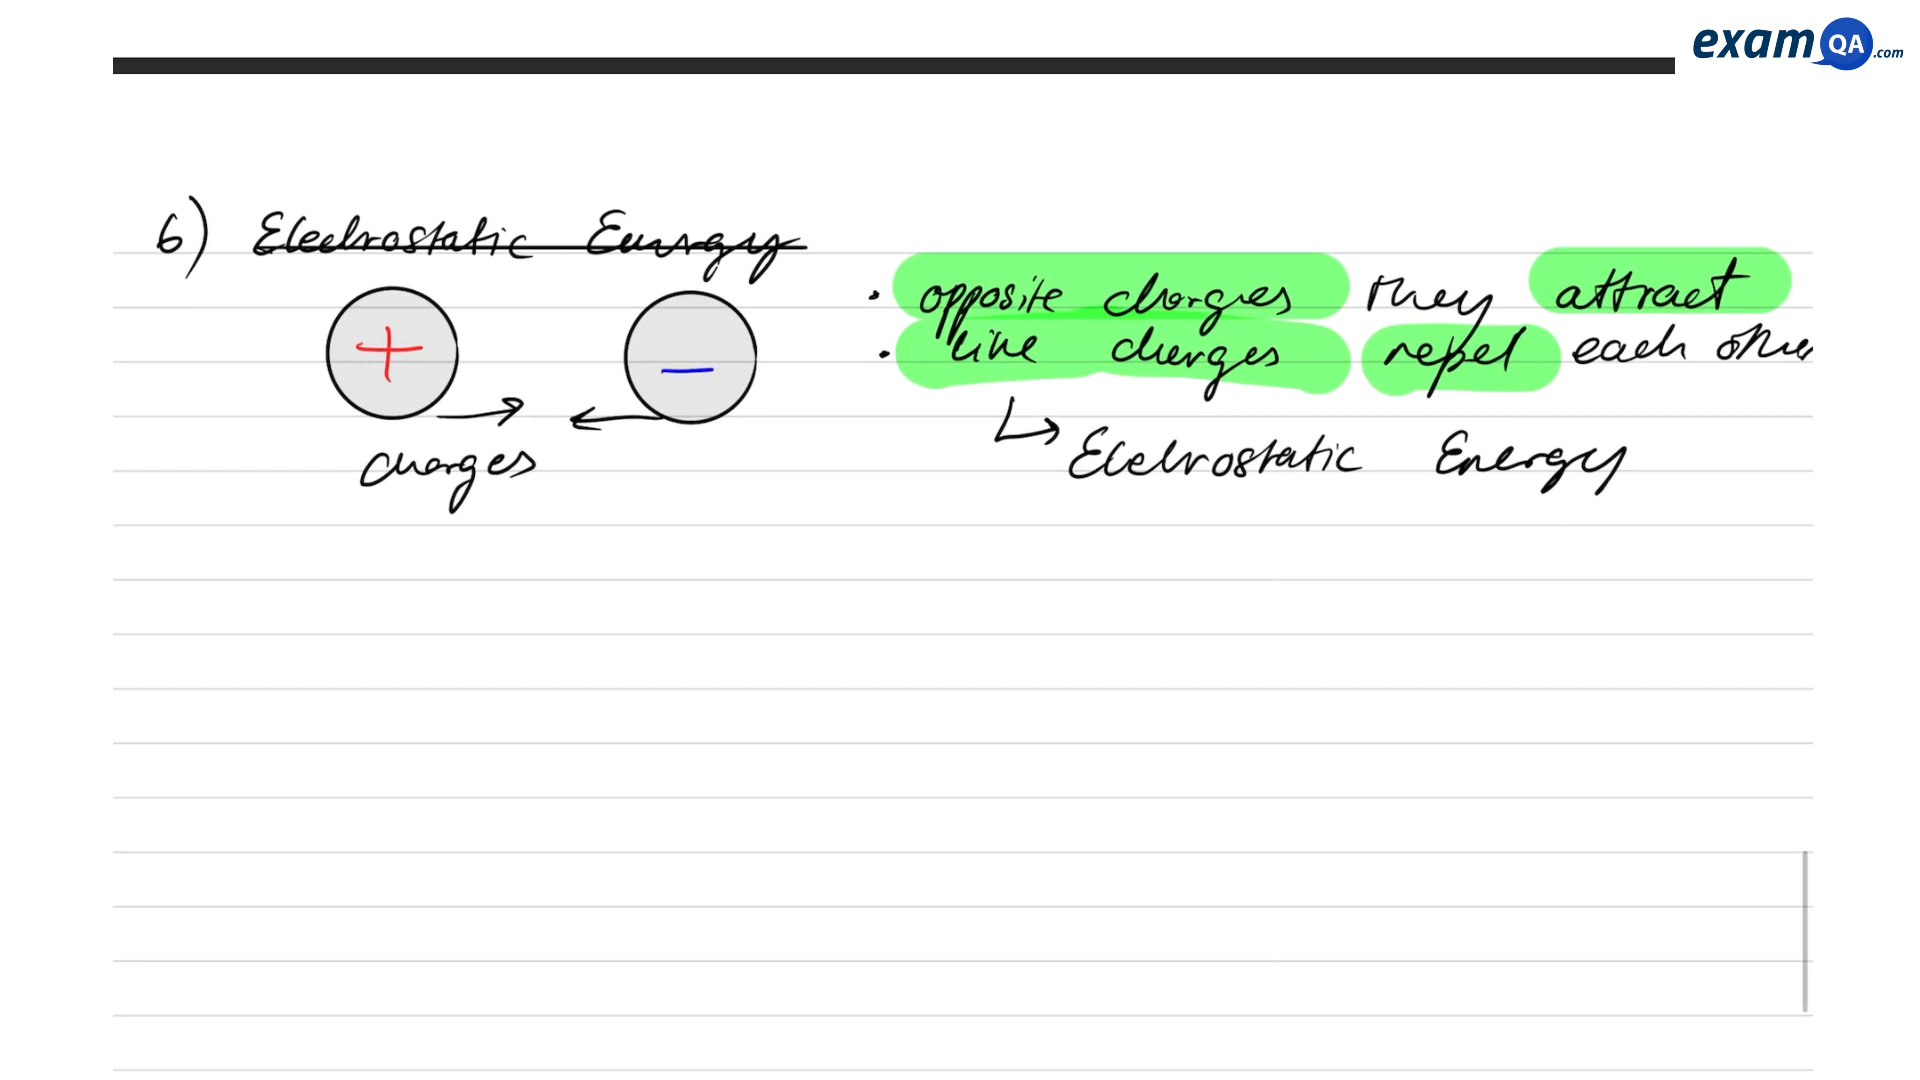 examQA.com
6) Electrostatic Energy
+
−
charges
• opposite charges they attract
• like charges repel each other
↳ Electrostatic Energy